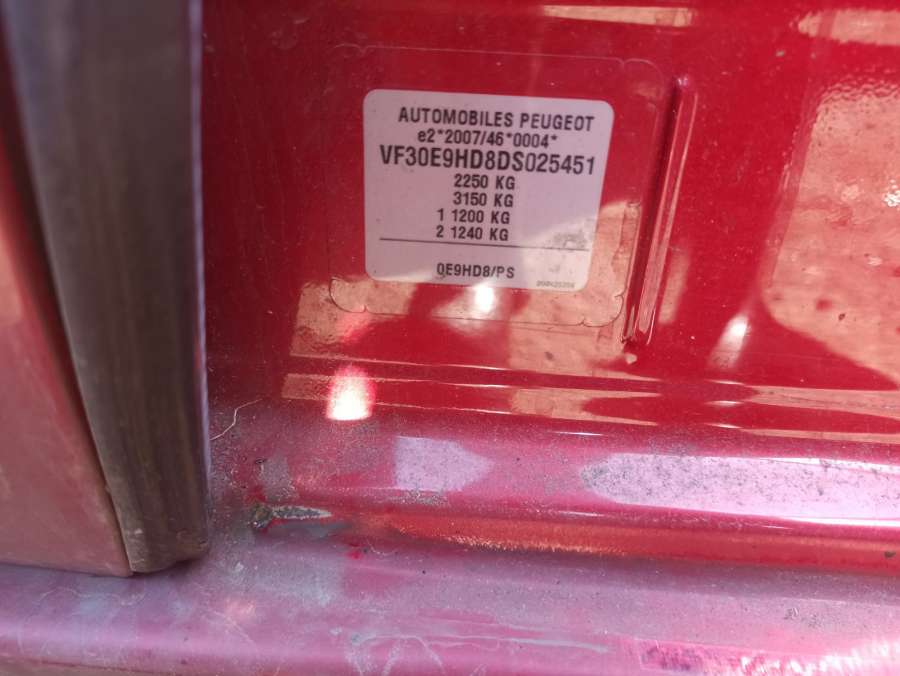 AUTOMOBILES PEUGEOT
e2*2007/46*0004*
VF30E9HD8DS025451
2250 KG
3150 KG
1 1200 KG
2 1240 KG
0E9HD8/PS